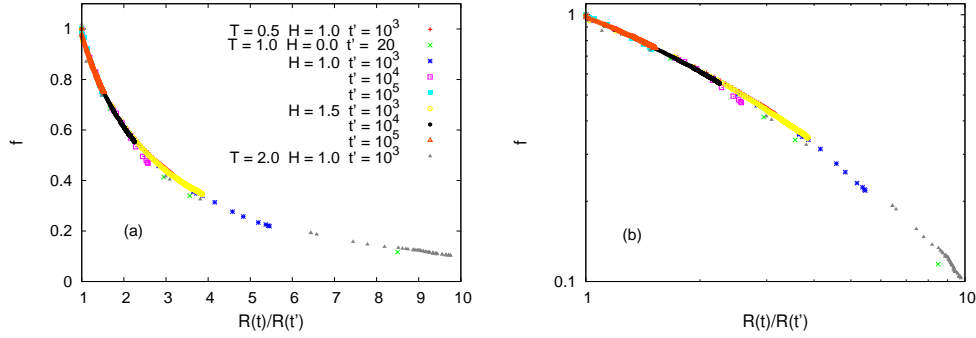 1
0.8
0.6
0.4
0.2
0
f
1 2 3 4 5 6 7 8 9 10
R(t)/R(t')
(a)
T = 0.5 H = 1.0 t' = 10^3
T = 1.0 H = 0.0 t' = 20
H = 1.0 t' = 10^3
t' = 10^4
t' = 10^5
H = 1.5 t' = 10^3
t' = 10^4
t' = 10^5
T = 2.0 H = 1.0 t' = 10^3
1
0.1
f
1 10
R(t)/R(t')
(b)